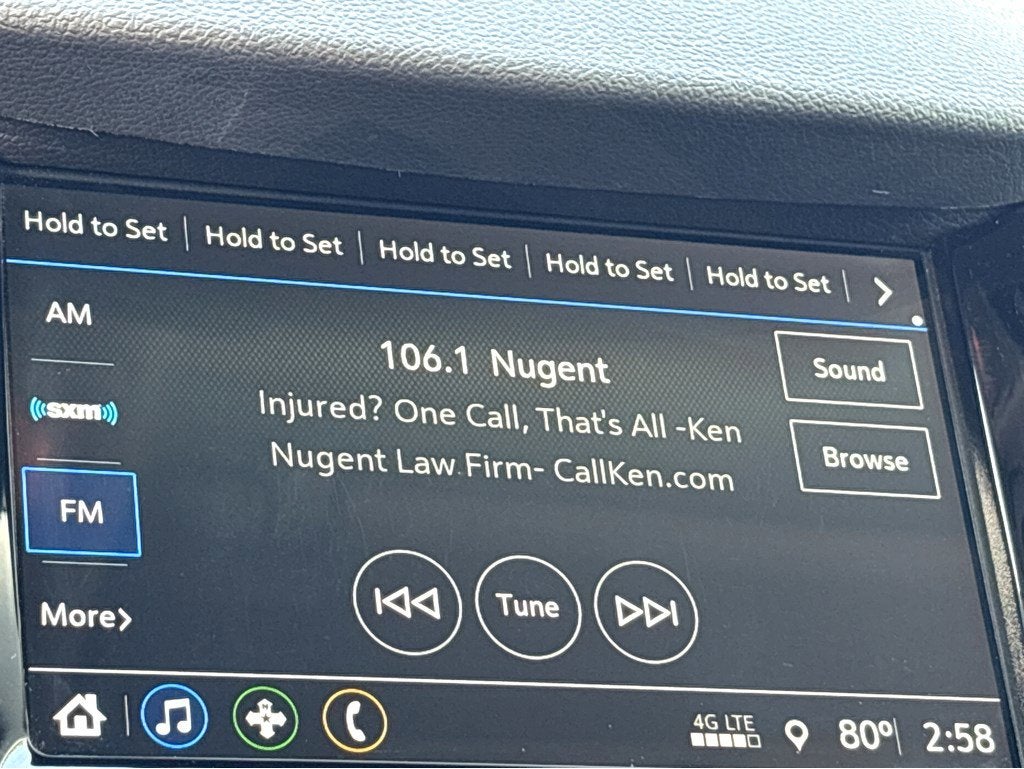 Hold to Set Hold to Set Hold to Set Hold to Set Hold to Set
AM
106.1 Nugent
Sound
Injured? One Call, That's All -Ken
sxm
Nugent Law Firm- CallKen.com
Browse
FM
Tune
More
4G LTE
N
80° 2:58